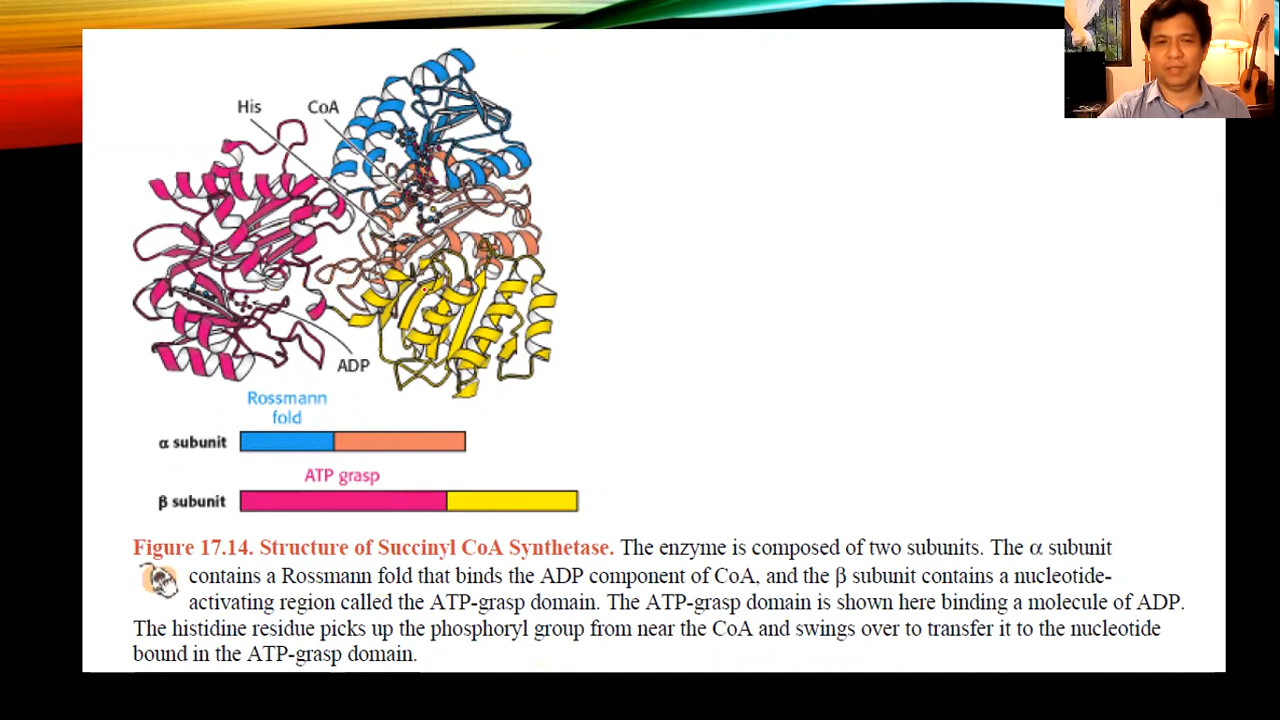 His
CoA
ADP
Rossmann
fold
α subunit
ATP grasp
β subunit
Figure 17.14. Structure of Succinyl CoA Synthetase. The enzyme is composed of two subunits. The α subunit
contains a Rossmann fold that binds the ADP component of CoA, and the β subunit contains a nucleotide-
activating region called the ATP-grasp domain. The ATP-grasp domain is shown here binding a molecule of ADP.
The histidine residue picks up the phosphoryl group from near the CoA and swings over to transfer it to the nucleotide
bound in the ATP-grasp domain.